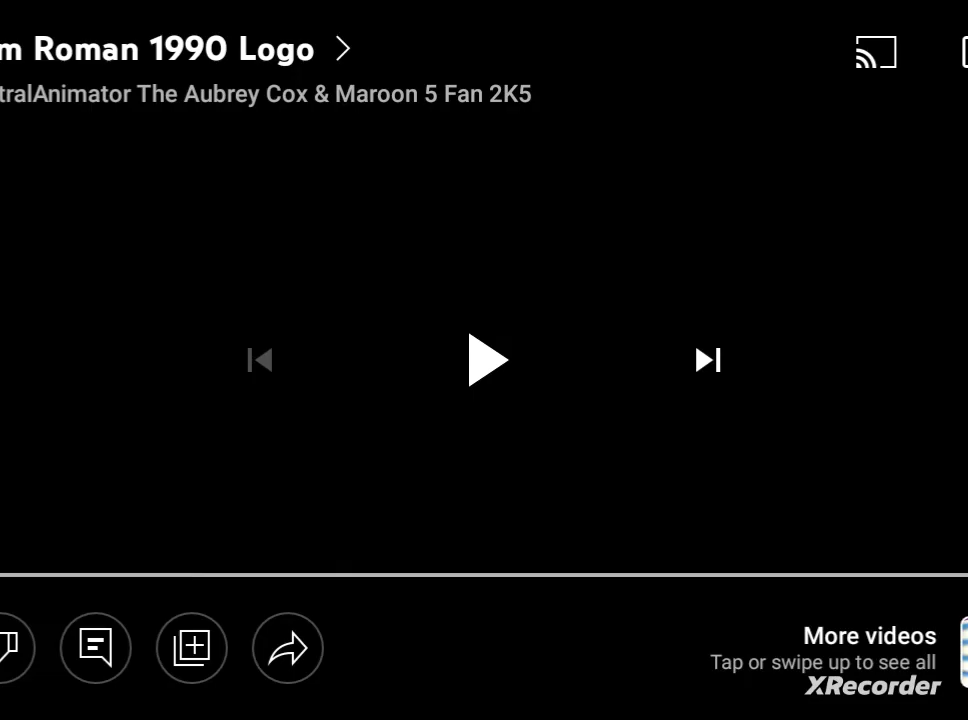 m Roman 1990 Logo
tralAnimator The Aubrey Cox & Maroon 5 Fan 2K5
More videos
Tap or swipe up to see all
XRecorder